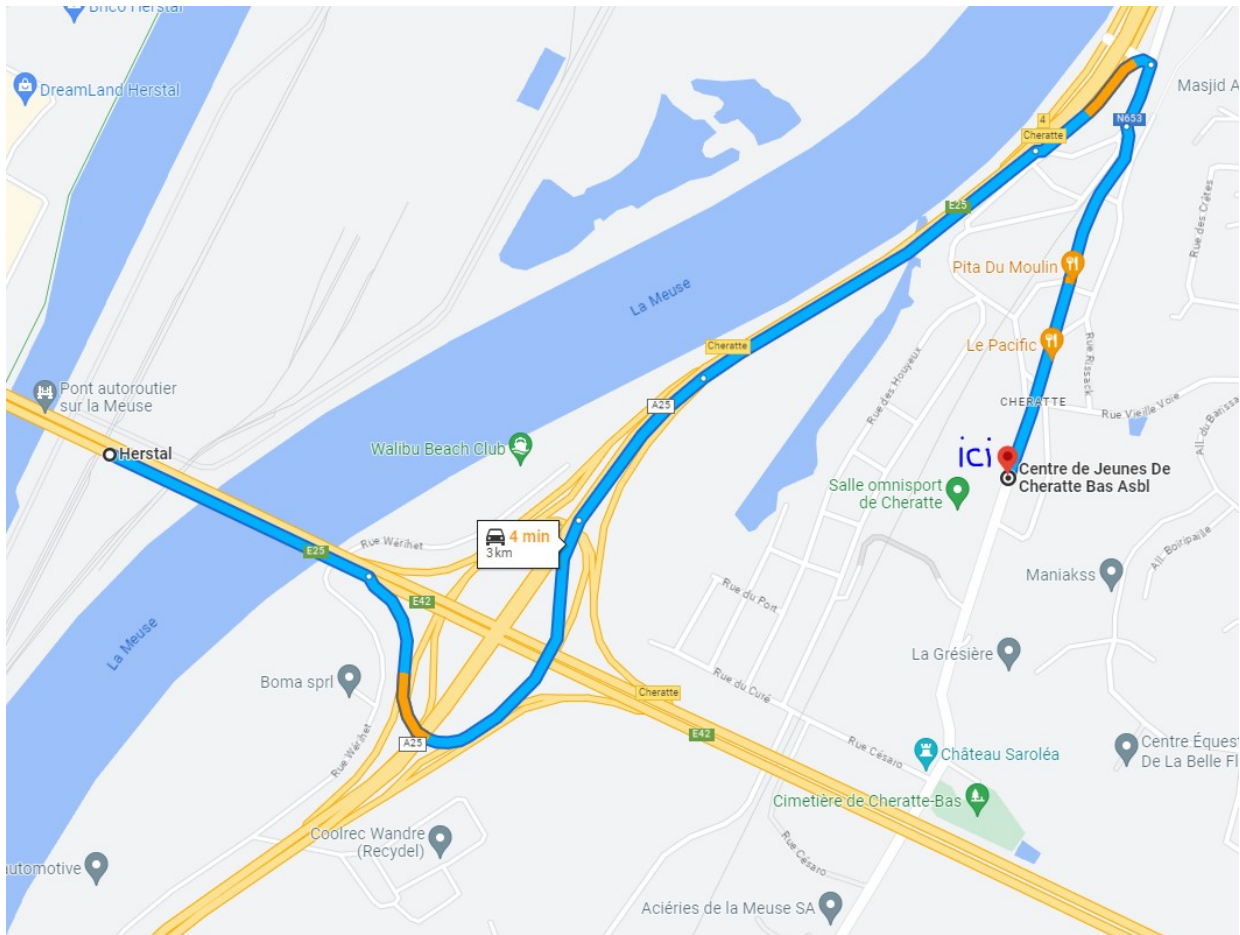 Brico Herstal
DreamLand Herstal
Masjid A
4
Cheratte
N653
Rue des Crêtes
E25
Pita Du Moulin
La Meuse
Cheratte
Le Pacific
Rue Rissack
Rue des Houyeux
Pont autoroutier
sur la Meuse
A25
CHERATTE
Rue Vieille Voie
Herstal
Walibu Beach Club
ici
Centre de Jeunes De
Cheratte Bas Asbl
Salle omnisport
de Cheratte
4 min
3 km
Rue Wérihet
E25
All. Boiripaille
Maniakss
E42
Rue du Port
La Meuse
La Grésière
Boma sprl
Rue du Curé
Cheratte
E42
A25
Rue Wérihet
Rue Césaro
Château Saroléa
Centre Équest
De La Belle Fl
Cimetière de Cheratte-Bas
Coolrec Wandre
(Recydel)
automotive
Rue Césaro
Aciéries de la Meuse SA